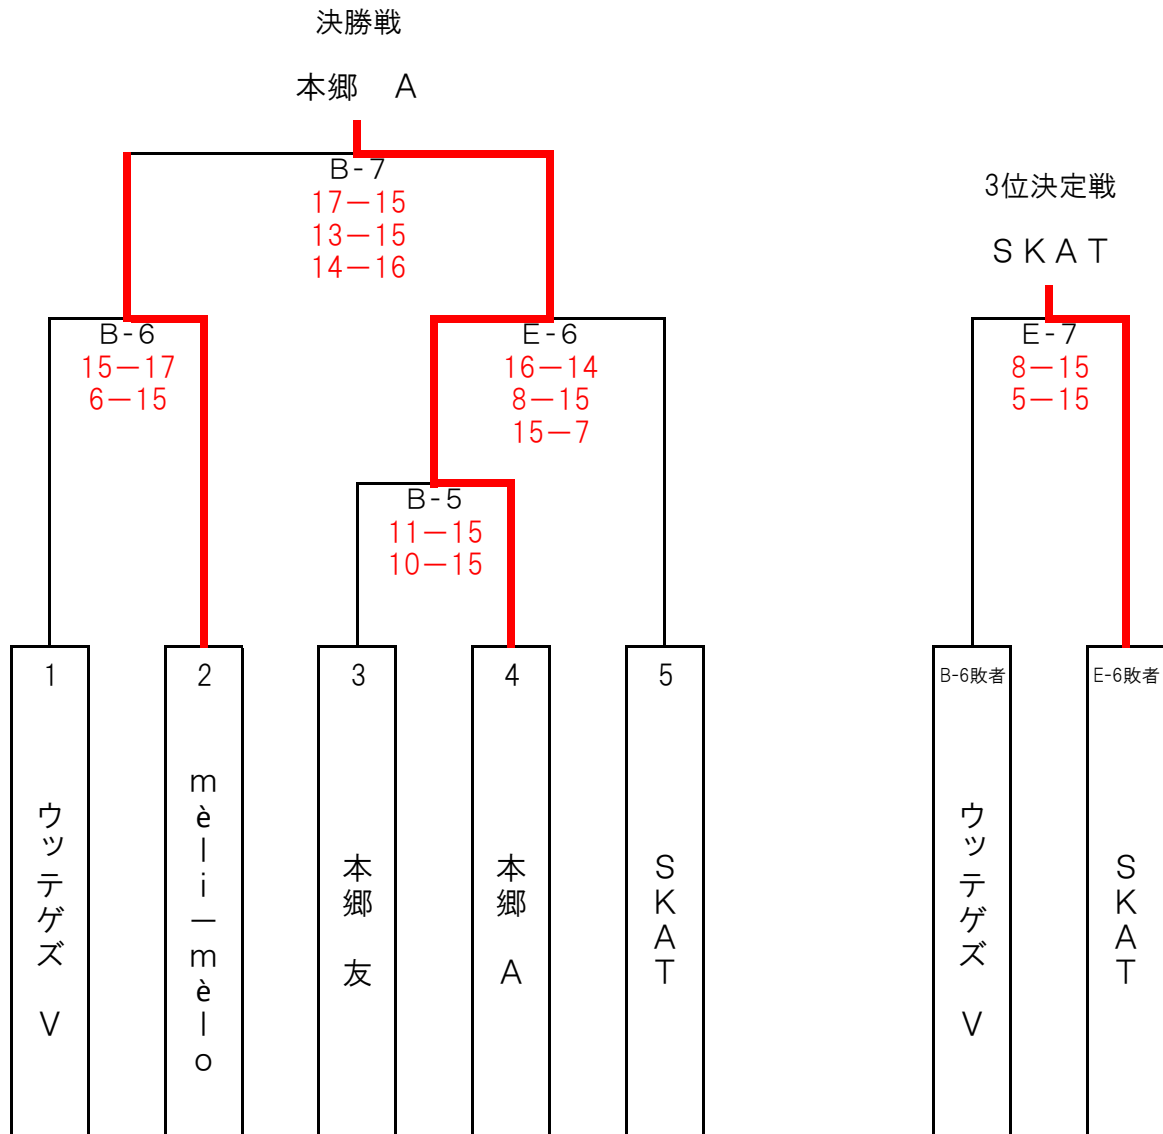 決勝戦
本郷　A
B-7
17－15
13－15
14－16
3位決定戦
SKAT
B-6
15－17
6－15
E-6
16－14
8－15
15－7
E-7
8－15
5－15
B-5
11－15
10－15
1
2
3
4
5
B-6敗者
E-6敗者
ウッテゲズ　V
mèli－mèlo
本郷　友
本郷　A
SKAT
ウッテゲズ　V
SKAT